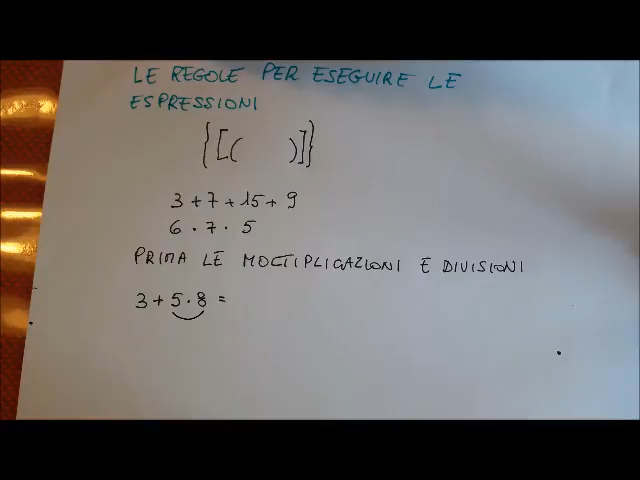 LE REGOLE PER ESEGUIRE LE
ESPRESSIONI
{[( )]}
3 + 7 + 15 + 9
6 · 7 · 5
PRIMA LE MOLTIPLICAZIONI E DIVISIONI
3 + 5 · 8 =